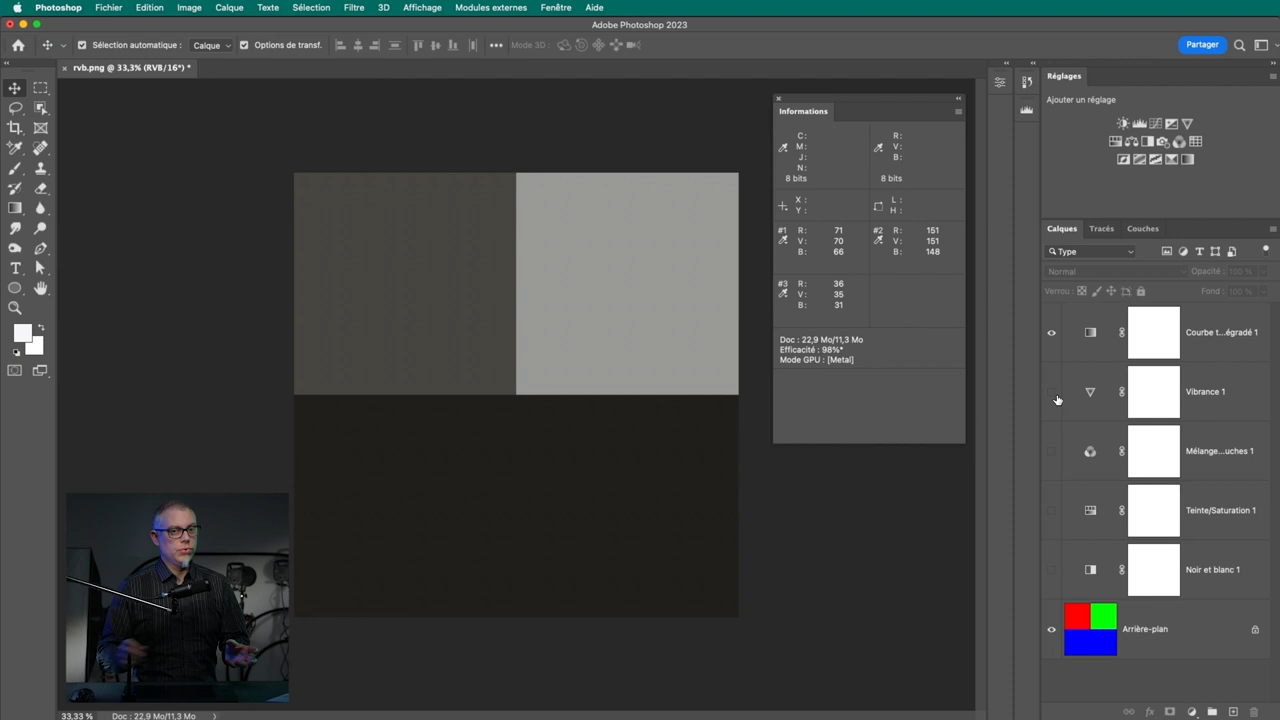 Photoshop Fichier Edition Image Calque Texte Sélection Filtre 3D Affichage Modules externes Fenêtre Aide
Adobe Photoshop 2023
Sélection automatique : Calque Options de transf. Mode 3D : Partager
× rvb.png @ 33,3% (RVB/16*) *
Réglages
Ajouter un réglage
Informations
C :
M :
J :
N :
8 bits
R :
V :
B :
8 bits
X :
Y :
L :
H :
#1 R : 71
V : 70
B : 66
#2 R : 151
V : 151
B : 148
#3 R : 36
V : 35
B : 31
Doc : 22,9 Mo/11,3 Mo
Efficacité : 98%*
Mode GPU : [Metal]
Calques Tracés Couches
Type
Normal Opacité : 100 %
Verrou : Fond : 100 %
Courbe t...égradé 1
Vibrance 1
Mélange...uches 1
Teinte/Saturation 1
Noir et blanc 1
Arrière-plan
33,33 % Doc : 22,9 Mo/11,3 Mo